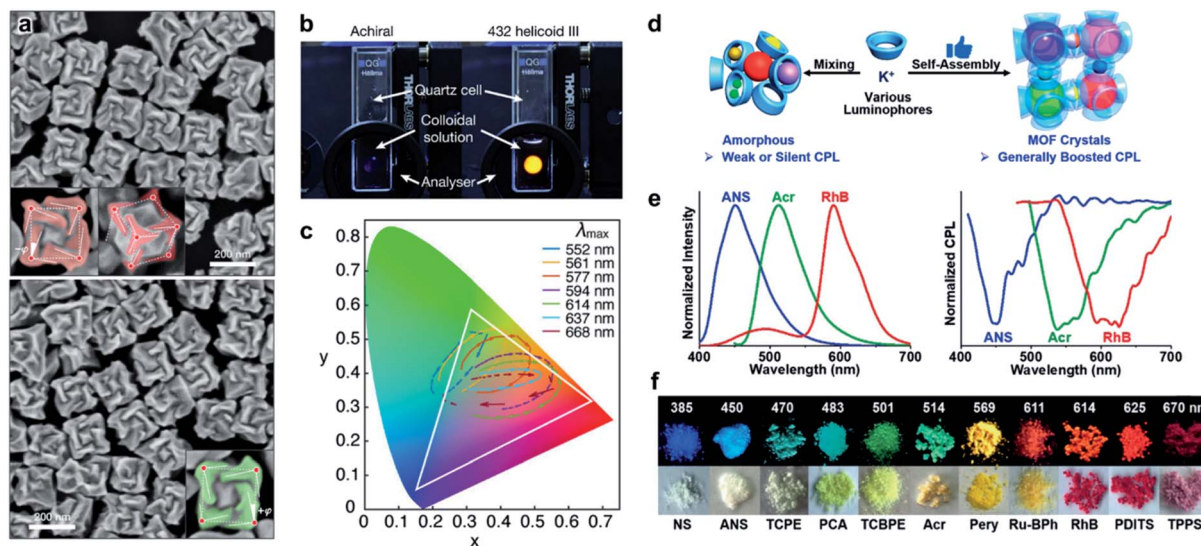 a
−φ
200 nm
200 nm
+φ
b
Achiral
432 helicoid III
QG
Hellma
QG
Hellma
THORLABS
Quartz cell
Colloidal
solution
Analyser
c
λmax
552 nm
561 nm
577 nm
594 nm
614 nm
637 nm
668 nm
0.8
0.7
0.6
0.5
y
0.4
0.3
0.2
0.1
0
0 0.1 0.2 0.3 0.4 0.5 0.6 0.7
x
d
Mixing
K+
Self-Assembly
Various
Luminophores
Amorphous
➢ Weak or Silent CPL
MOF Crystals
➢ Generally Boosted CPL
e
ANS Acr RhB
Normalized Intensity
400 500 600 700
Wavelength (nm)
Normalized CPL
ANS Acr RhB
400 500 600 700
Wavelength (nm)
f
385 450 470 483 501 514 569 611 614 625 670 nm
NS ANS TCPE PCA TCBPE Acr Pery Ru-BPh RhB PDITS TPPS